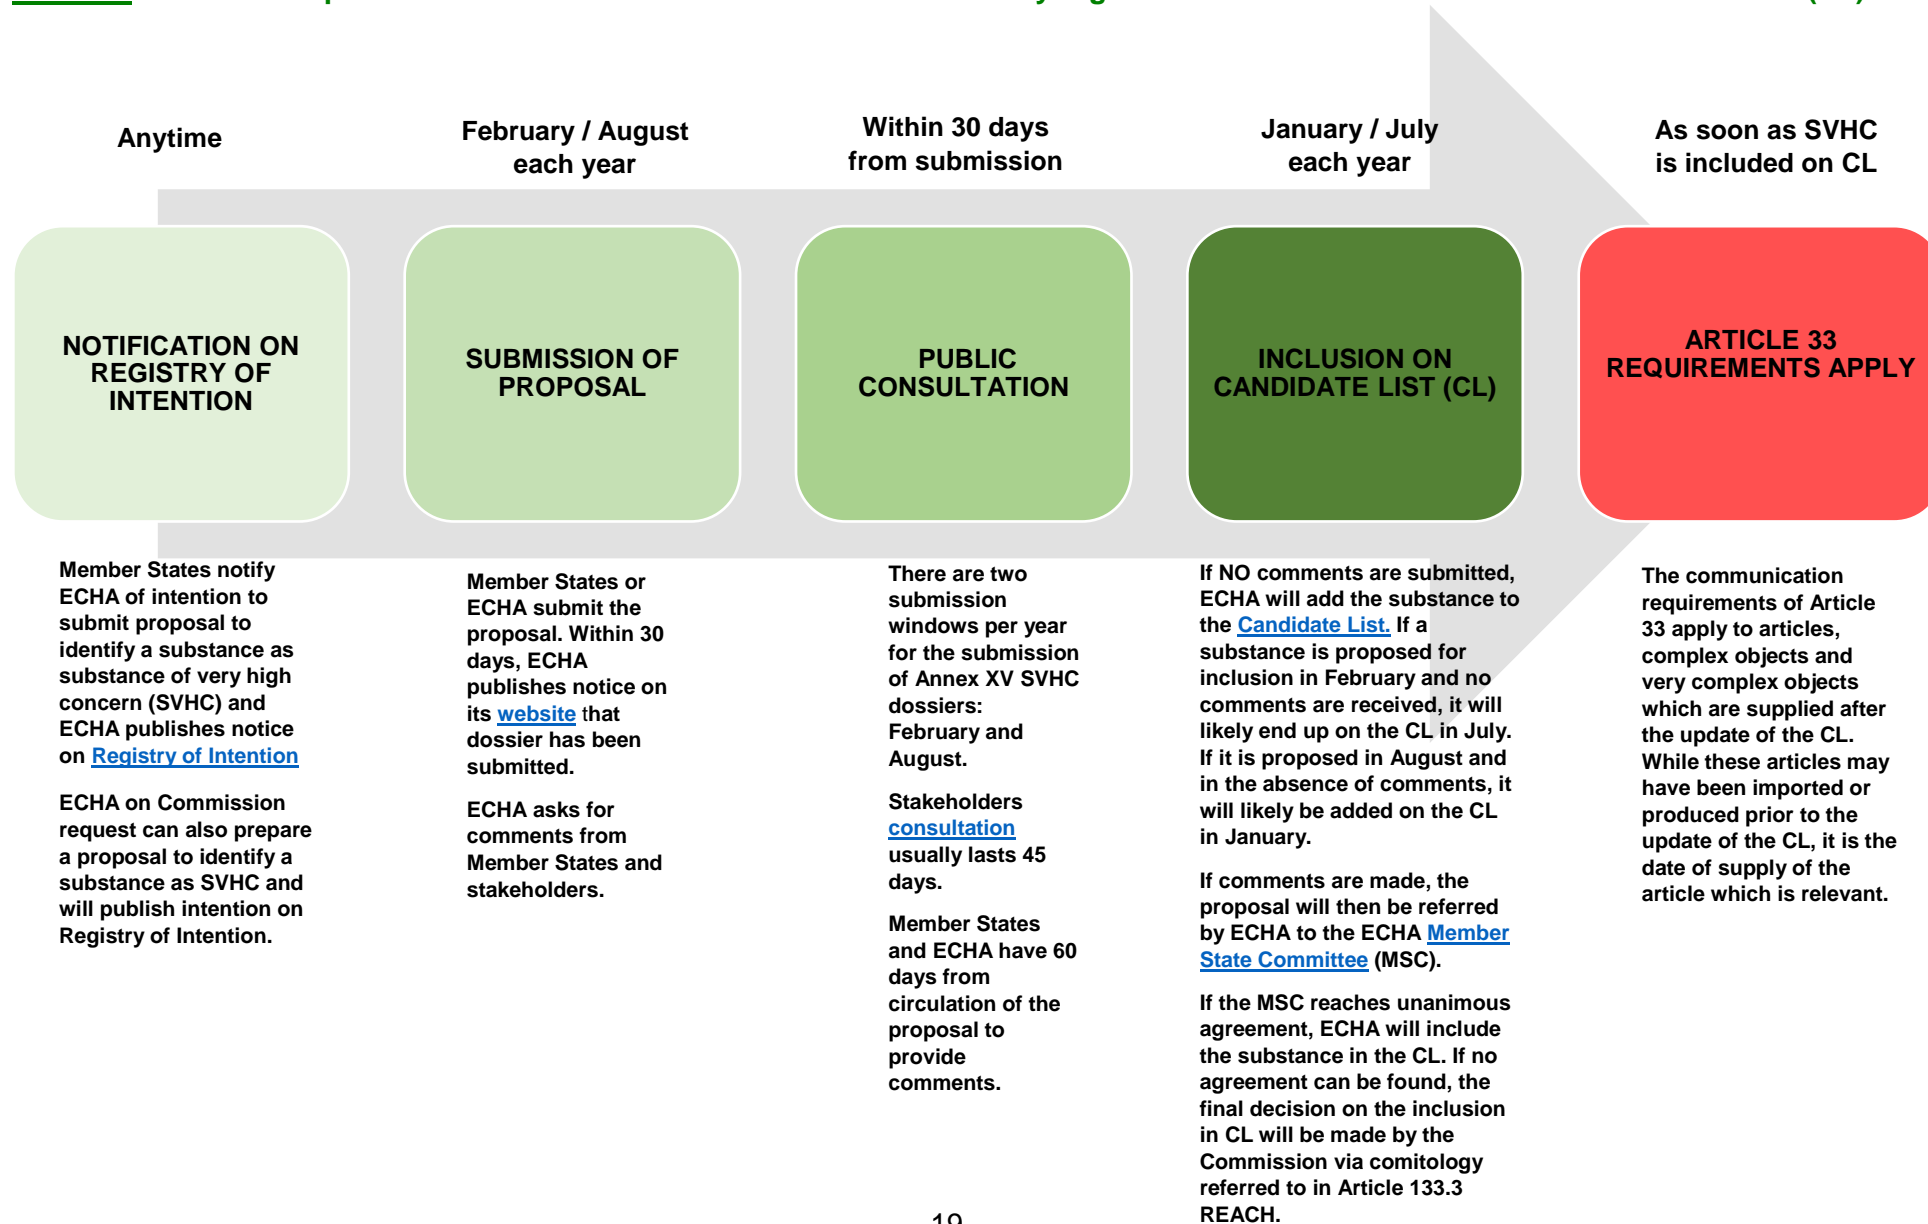 Anytime
February / August
each year
Within 30 days
from submission
January / July
each year
As soon as SVHC
is included on CL
NOTIFICATION ON
REGISTRY OF
INTENTION
SUBMISSION OF
PROPOSAL
PUBLIC
CONSULTATION
INCLUSION ON
CANDIDATE LIST (CL)
ARTICLE 33
REQUIREMENTS APPLY
Member States notify
ECHA of intention to
submit proposal to
identify a substance as
substance of very high
concern (SVHC) and
ECHA publishes notice
on Registry of Intention
ECHA on Commission
request can also prepare
a proposal to identify a
substance as SVHC and
will publish intention on
Registry of Intention.
Member States or
ECHA submit the
proposal. Within 30
days, ECHA
publishes notice on
its website that
dossier has been
submitted.
ECHA asks for
comments from
Member States and
stakeholders.
There are two
submission
windows per year
for the submission
of Annex XV SVHC
dossiers:
February and
August.
Stakeholders
consultation
usually lasts 45
days.
Member States
and ECHA have 60
days from
circulation of the
proposal to
provide
comments.
If NO comments are submitted,
ECHA will add the substance to
the Candidate List. If a
substance is proposed for
inclusion in February and no
comments are received, it will
likely end up on the CL in July.
If it is proposed in August and
in the absence of comments, it
will likely be added on the CL
in January.
If comments are made, the
proposal will then be referred
by ECHA to the ECHA Member
State Committee (MSC).
If the MSC reaches unanimous
agreement, ECHA will include
the substance in the CL. If no
agreement can be found, the
final decision on the inclusion
in CL will be made by the
Commission via comitology
referred to in Article 133.3
REACH.
The communication
requirements of Article
33 apply to articles,
complex objects and
very complex objects
which are supplied after
the update of the CL.
While these articles may
have been imported or
produced prior to the
update of the CL, it is the
date of supply of the
article which is relevant.
19